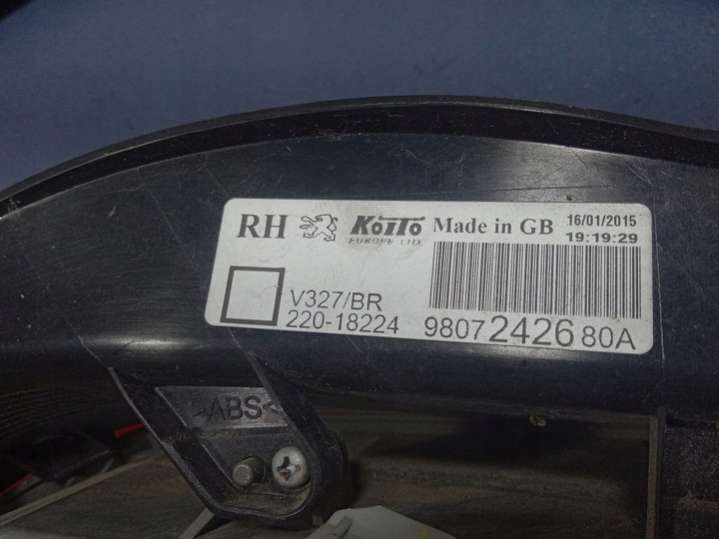 RH KOITO Made in GB 16/01/2015
EUROPE LTD. 19:19:29
V327/BR
220-18224 9807242680A
>ABS<